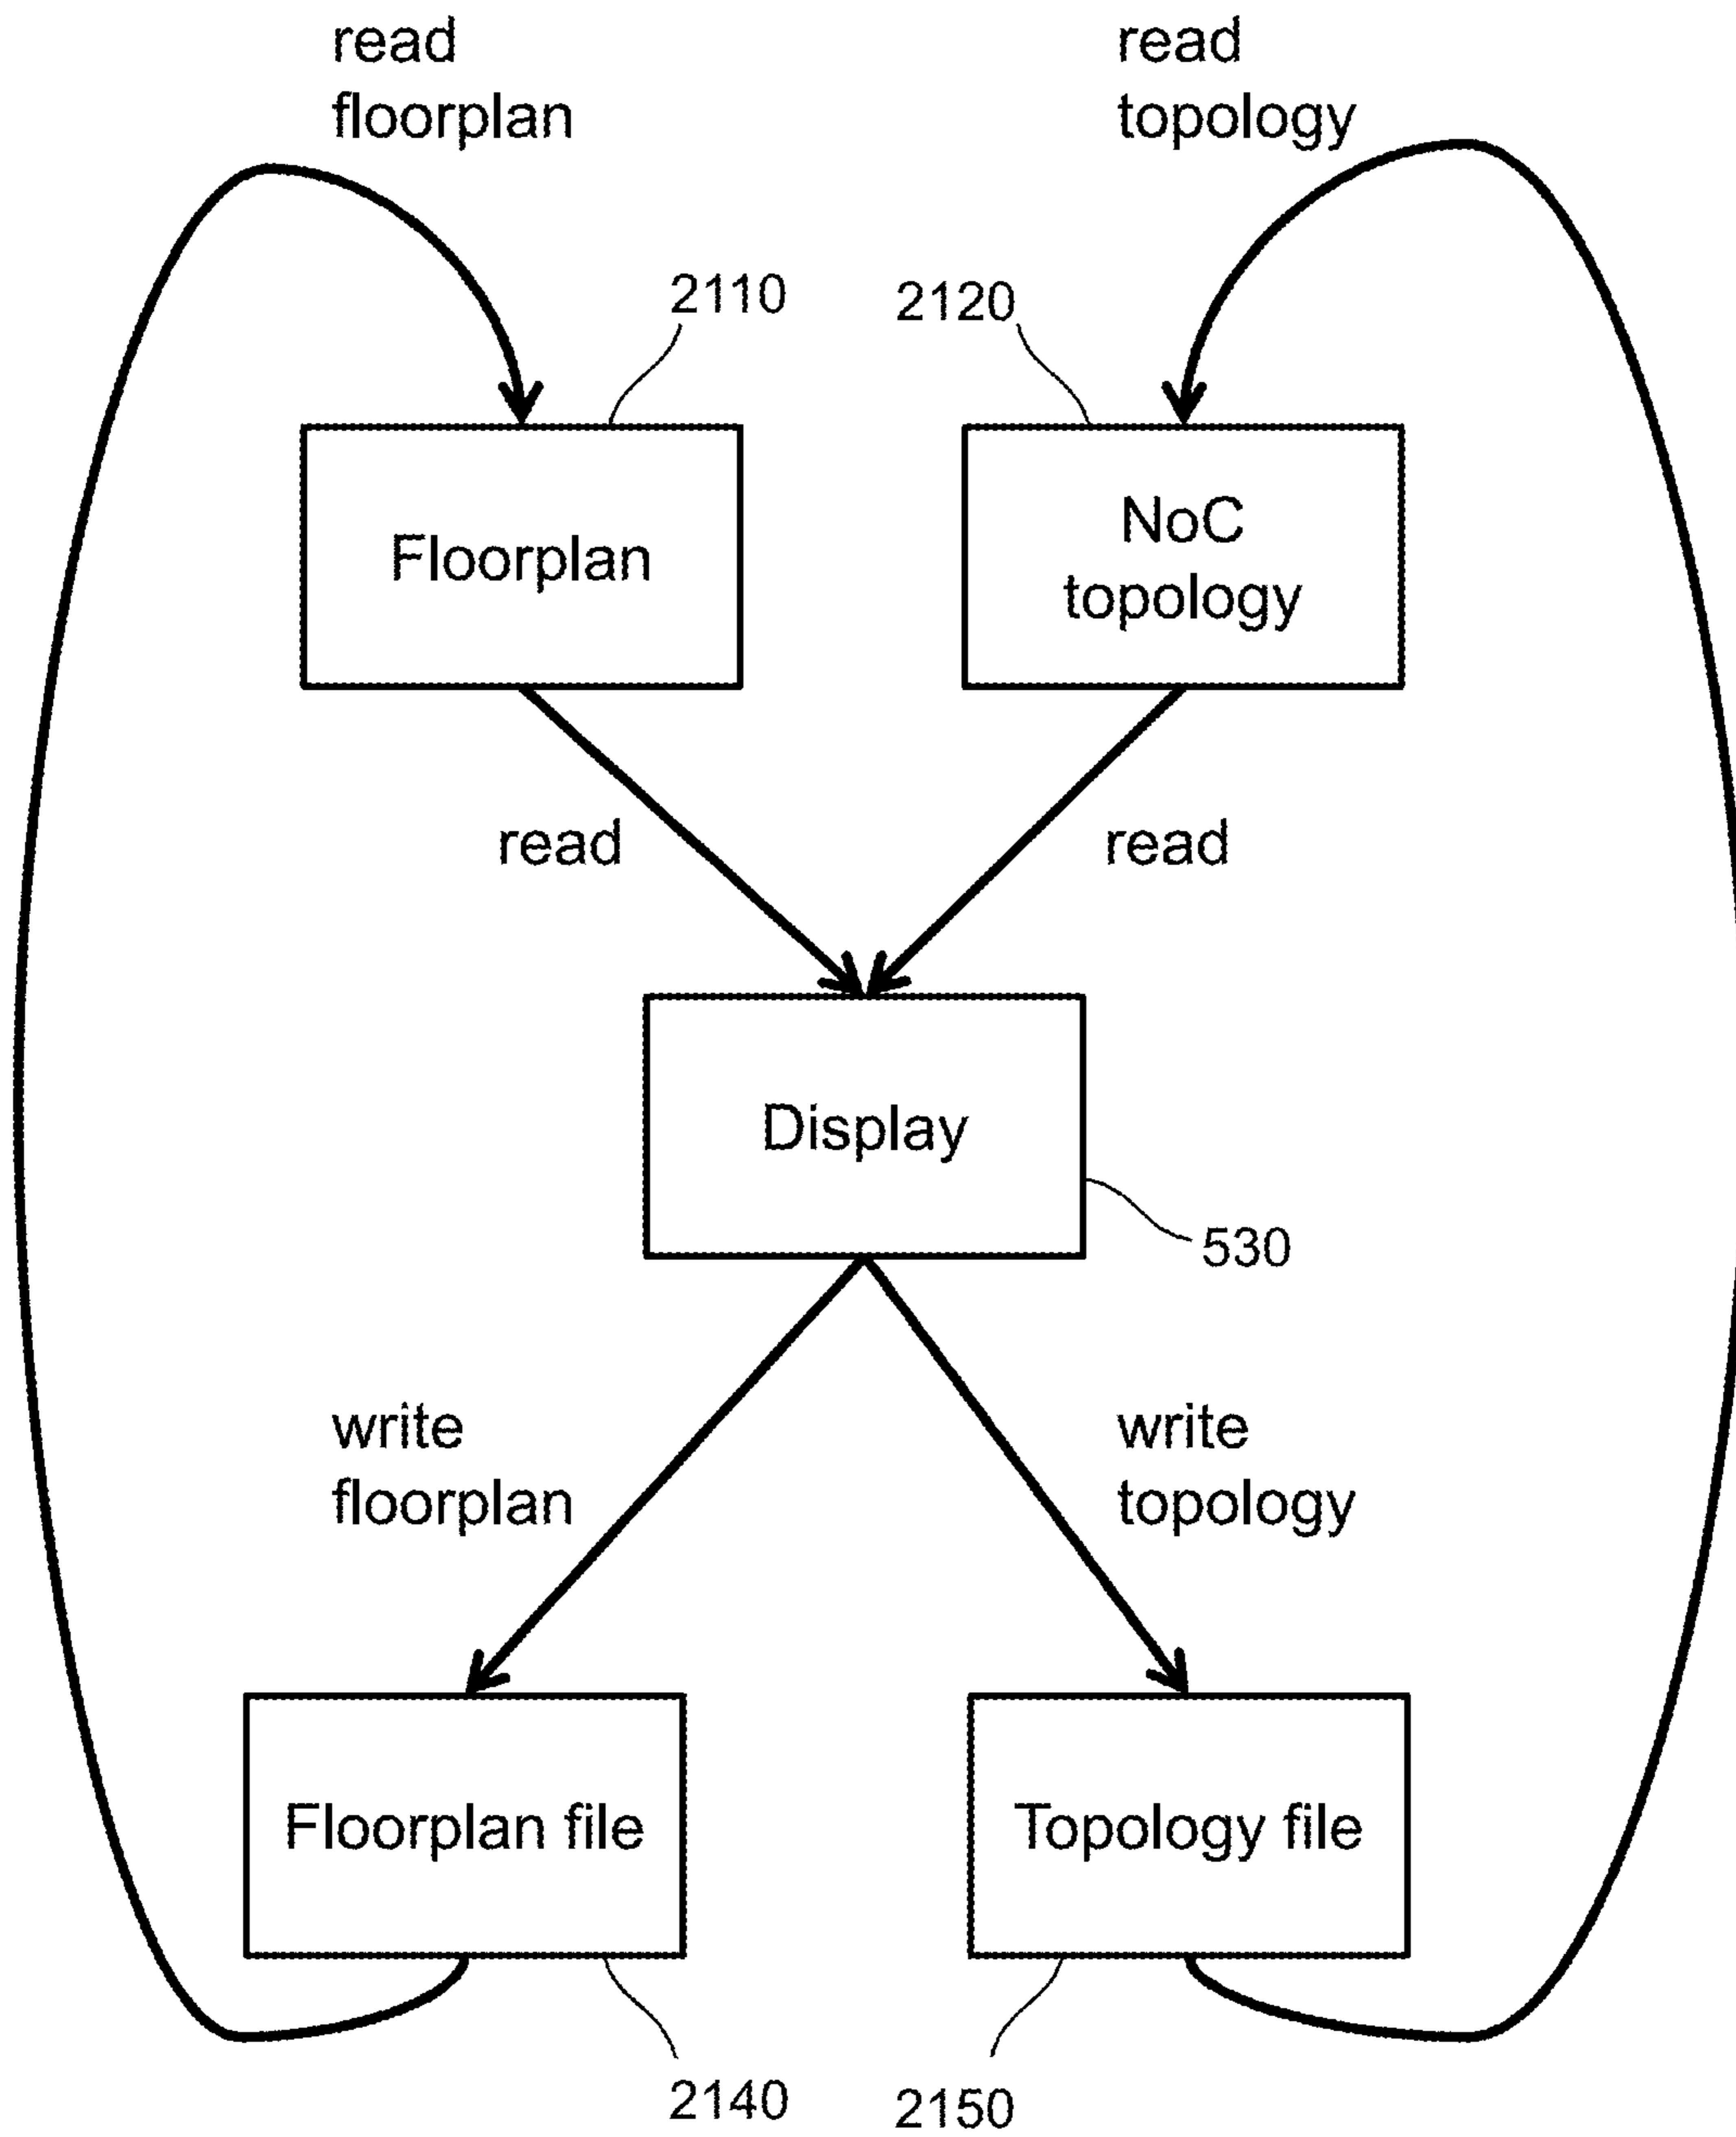 read
floorplan
read
topology
2110
2120
Floorplan
NoC
topology
read
read
Display
530
write
floorplan
write
topology
Floorplan file
Topology file
2140
2150